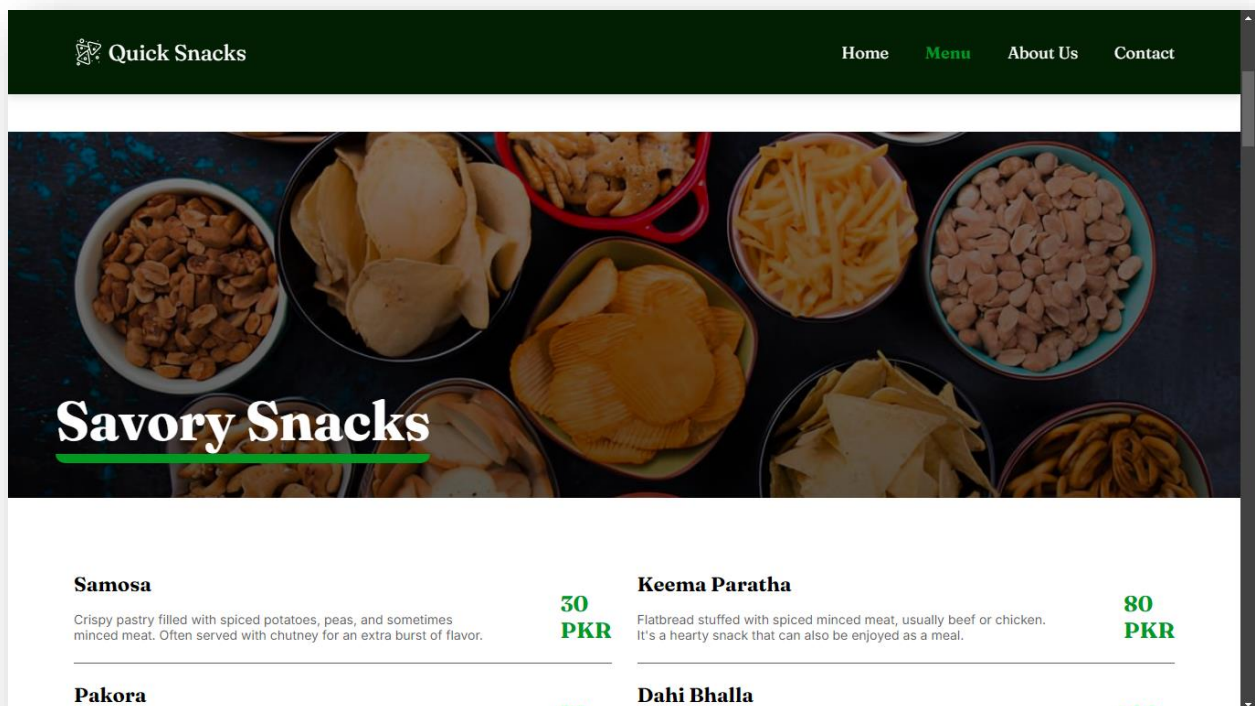 Quick Snacks
Home
Menu
About Us
Contact
Savory Snacks
Samosa
Crispy pastry filled with spiced potatoes, peas, and sometimes
minced meat. Often served with chutney for an extra burst of flavor.
30
PKR
Keema Paratha
Flatbread stuffed with spiced minced meat, usually beef or chicken.
It's a hearty snack that can also be enjoyed as a meal.
80
PKR
Pakora
Dahi Bhalla